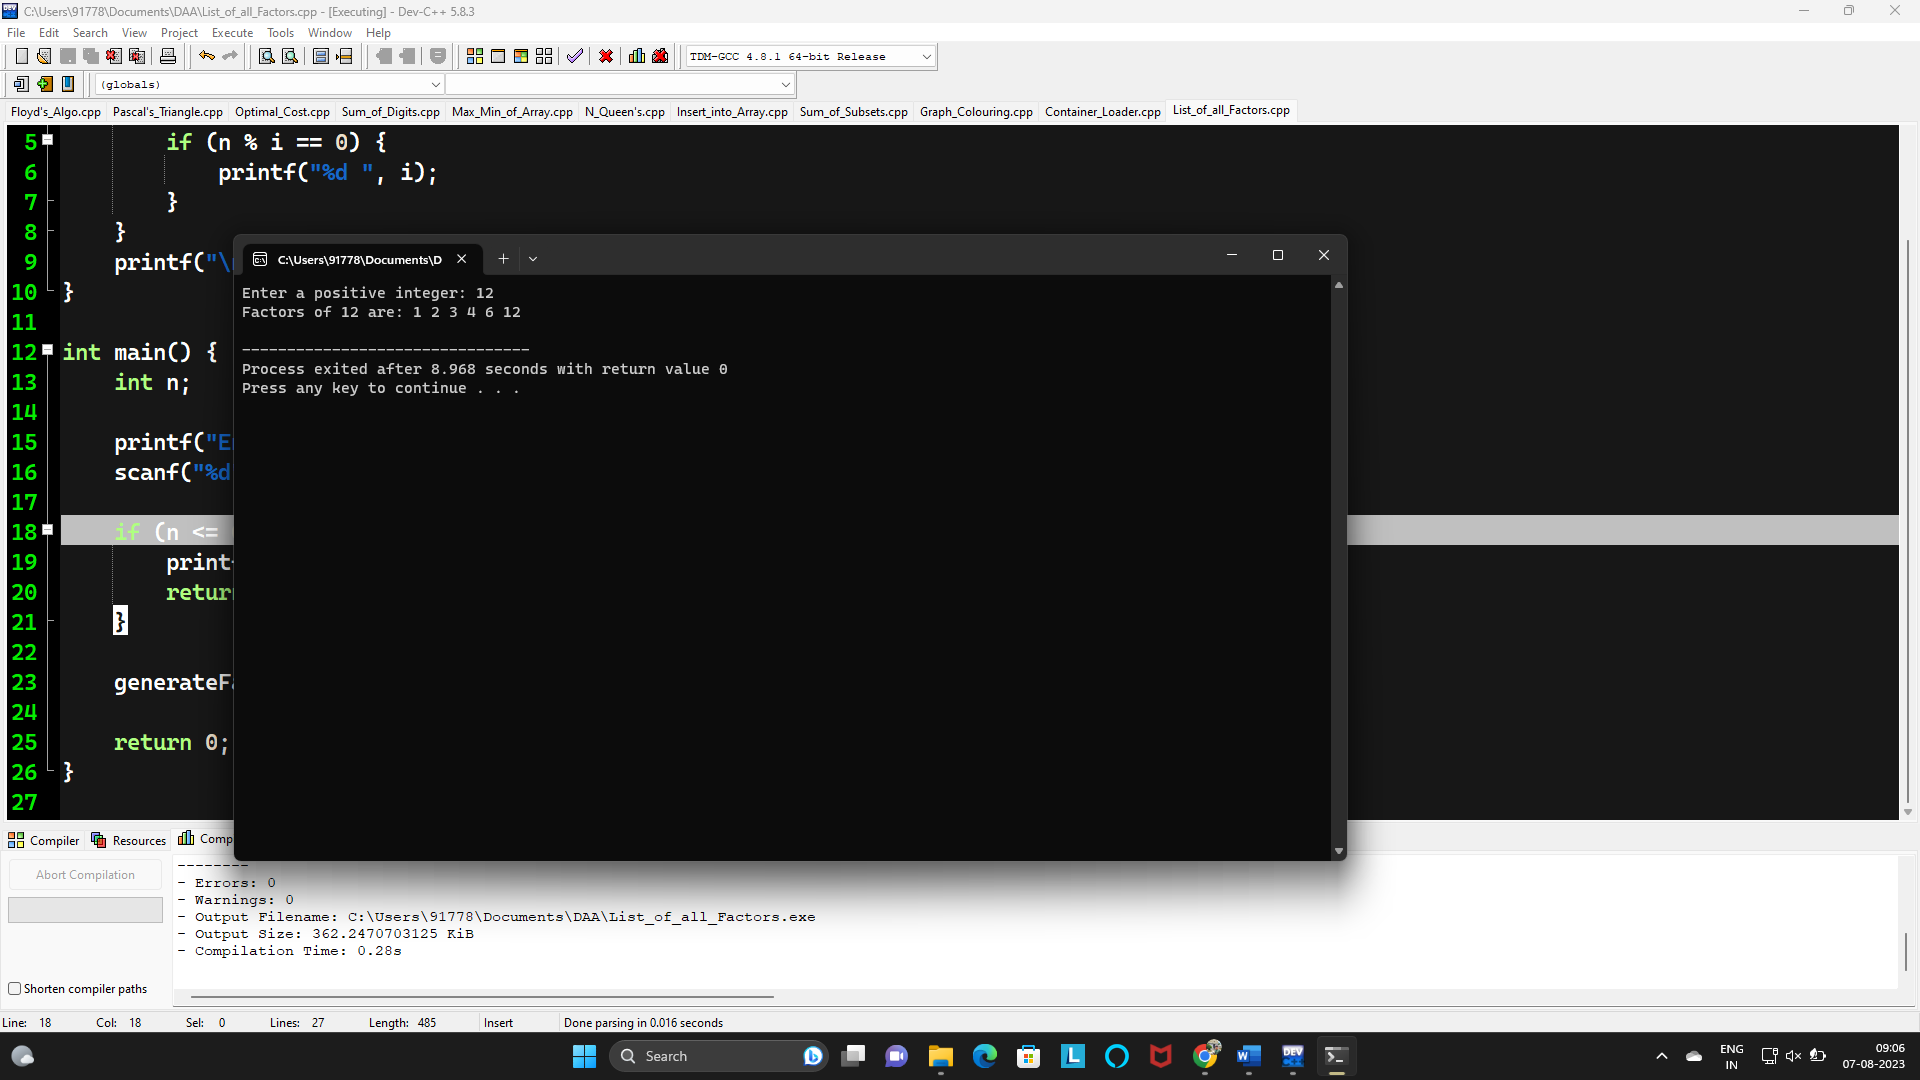 C:\Users\91778\Documents\DAA\List_of_all_Factors.cpp - [Executing] - Dev-C++ 5.8.3
File Edit Search View Project Execute Tools Window Help
TDM-GCC 4.8.1 64-bit Release
(globals)
Floyd's_Algo.cpp Pascal's_Triangle.cpp Optimal_Cost.cpp Sum_of_Digits.cpp Max_Min_of_Array.cpp N_Queen's.cpp Insert_into_Array.cpp Sum_of_Subsets.cpp Graph_Colouring.cpp Container_Loader.cpp List_of_all_Factors.cpp
5 if (n % i == 0) {
6 printf("%d ", i);
7 }
8 }
9 printf("\
10 }
11
12 int main() {
13 int n;
14
15 printf("E
16 scanf("%d
17
18 if (n <=
19 print
20 retur
21 }
22
23 generateF
24
25 return 0;
26 }
27
C:\Users\91778\Documents\D
Enter a positive integer: 12
Factors of 12 are: 1 2 3 4 6 12
--------------------------------
Process exited after 8.968 seconds with return value 0
Press any key to continue . . .
Compiler Resources Comp
Abort Compilation
Shorten compiler paths
--------
- Errors: 0
- Warnings: 0
- Output Filename: C:\Users\91778\Documents\DAA\List_of_all_Factors.exe
- Output Size: 362.2470703125 KiB
- Compilation Time: 0.28s
Line: 18 Col: 18 Sel: 0 Lines: 27 Length: 485 Insert Done parsing in 0.016 seconds
Search
ENG
IN
09:06
07-08-2023